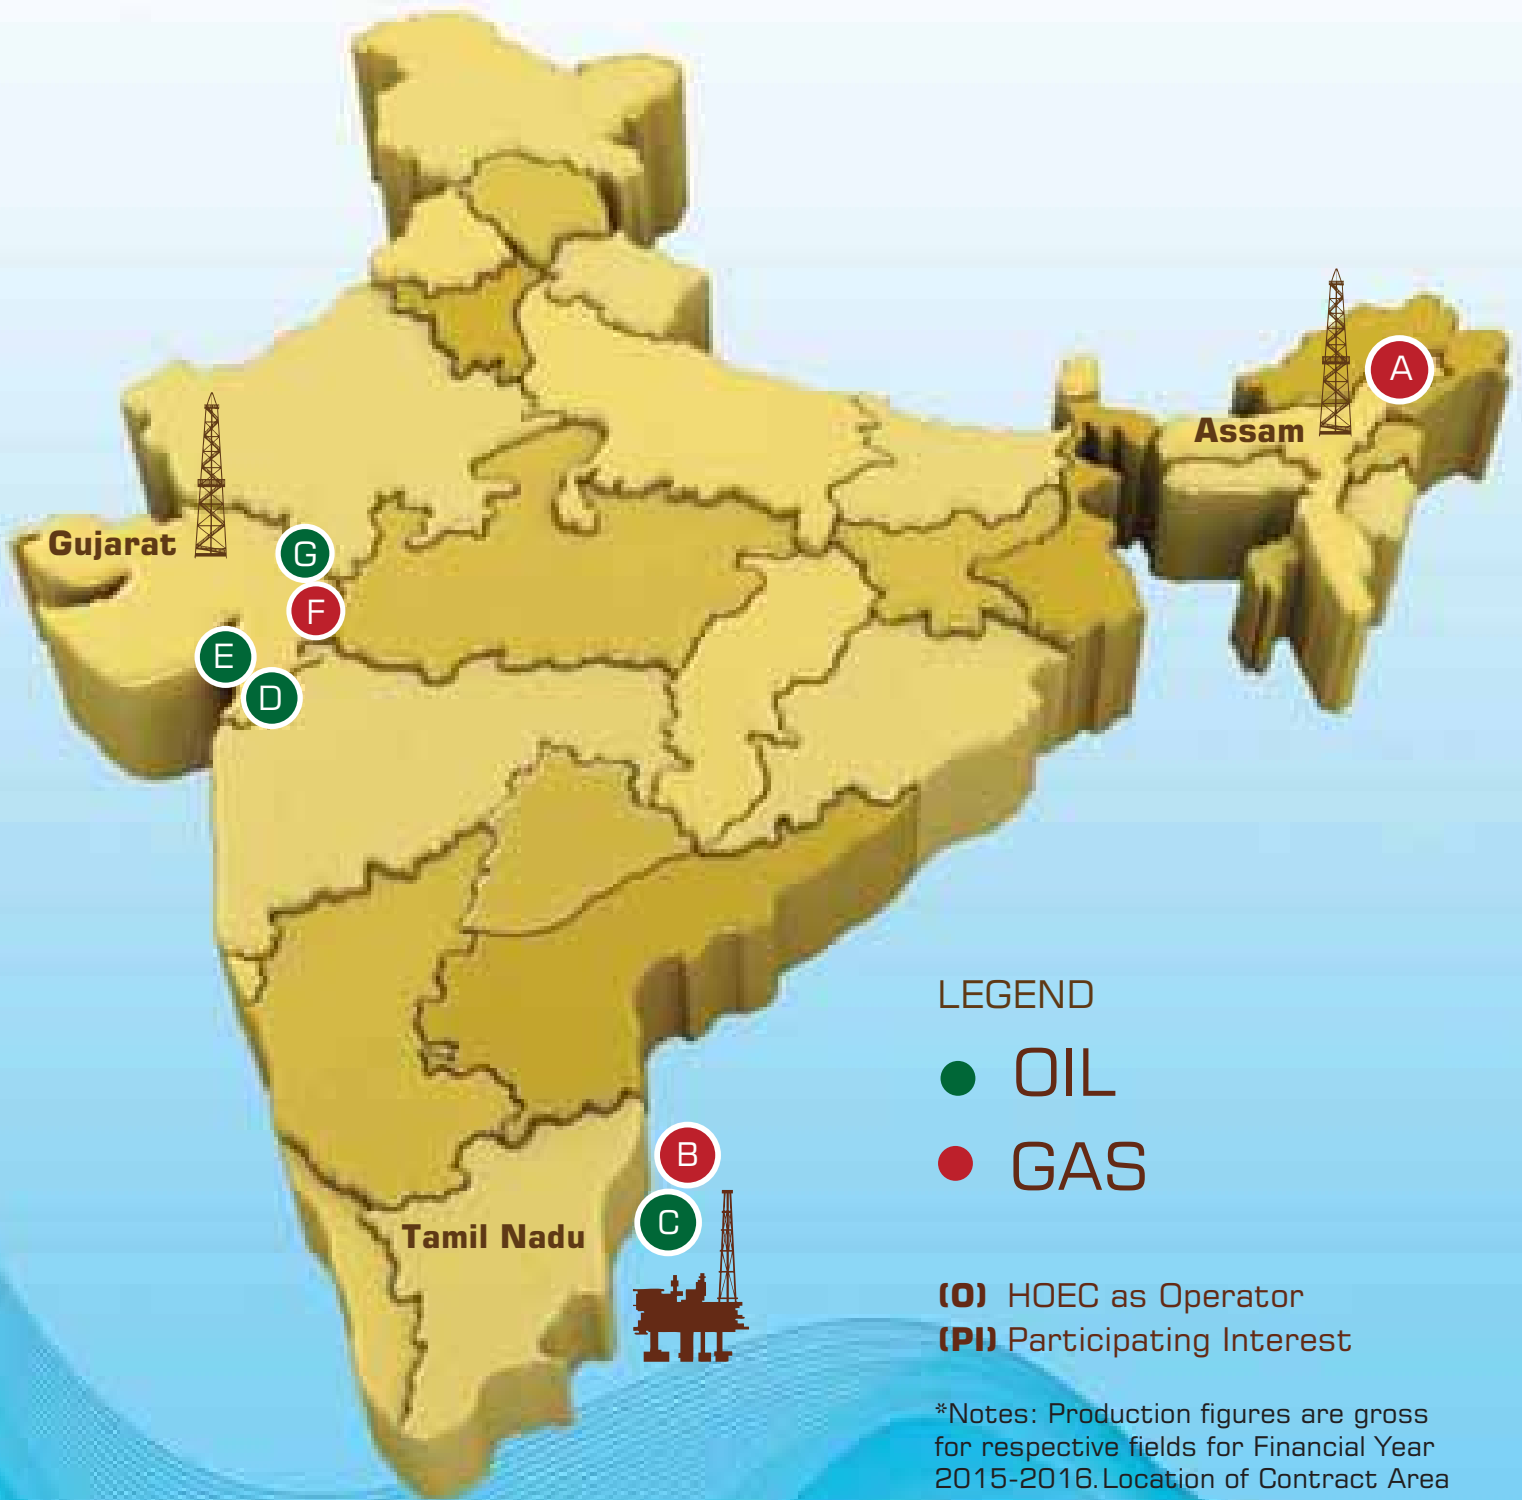 A
Assam
Gujarat
G
F
E
D
LEGEND
OIL
B
GAS
C
Tamil Nadu
(O) HOEC as Operator
(PI) Participating Interest
*Notes: Production figures are gross
for respective fields for Financial Year
2015-2016.Location of Contract Area